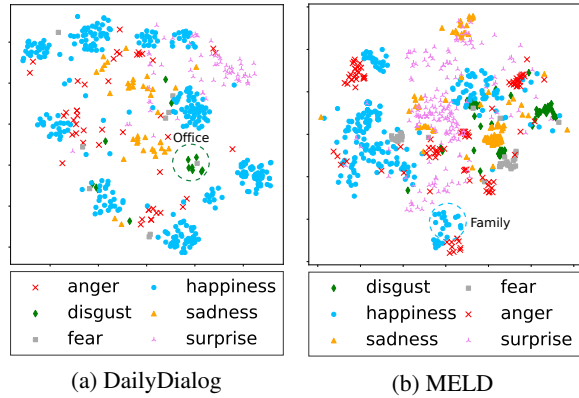 Office
Family
anger happiness
disgust sadness
fear surprise
disgust fear
happiness anger
sadness surprise
(a) DailyDialog
(b) MELD